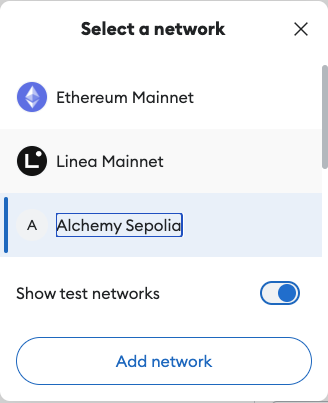 Select a network
Ethereum Mainnet
L Linea Mainnet
A Alchemy Sepolia
Show test networks
Add network